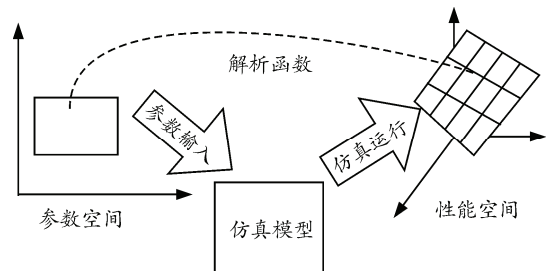 解析函数
参数输入
仿真运行
参数空间
仿真模型
性能空间